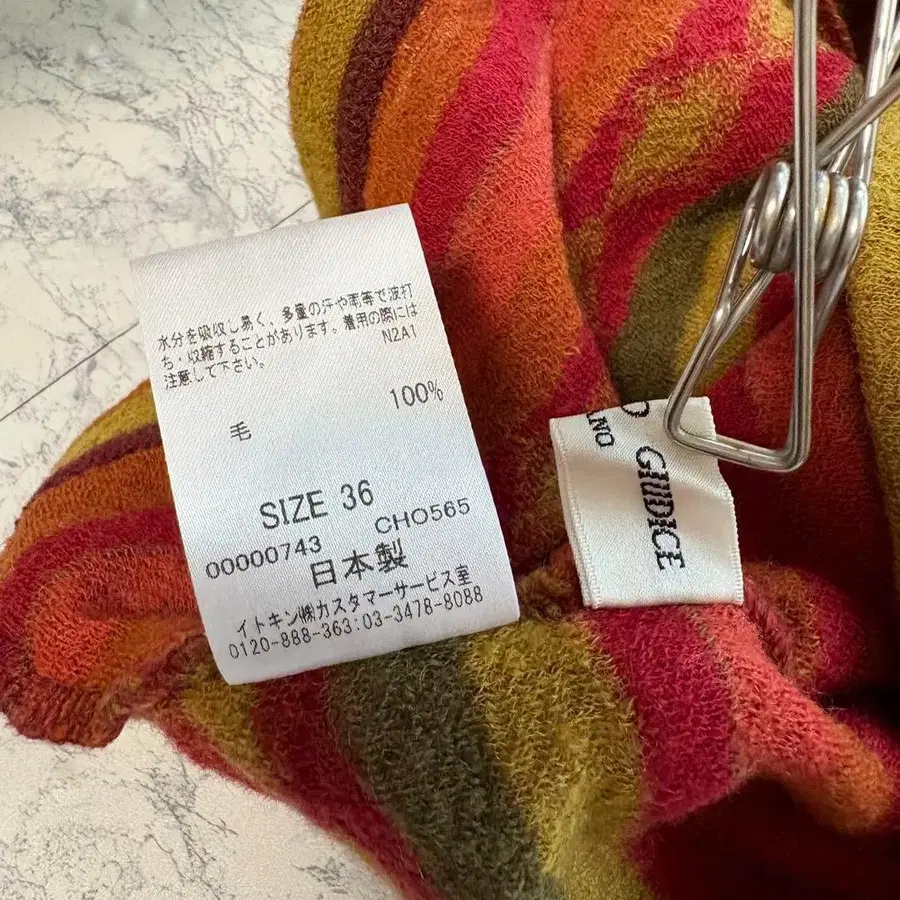 水分を吸収し易く、多量の汗や雨等で波打
ち・収縮することがあります。着用の際には
注意して下さい。
N2A1
毛 100%
SIZE 36
00000743 CHO565
日本製
イトキン㈱カスタマーサービス室
0120-888-363:03-3478-8088
GIUDICE